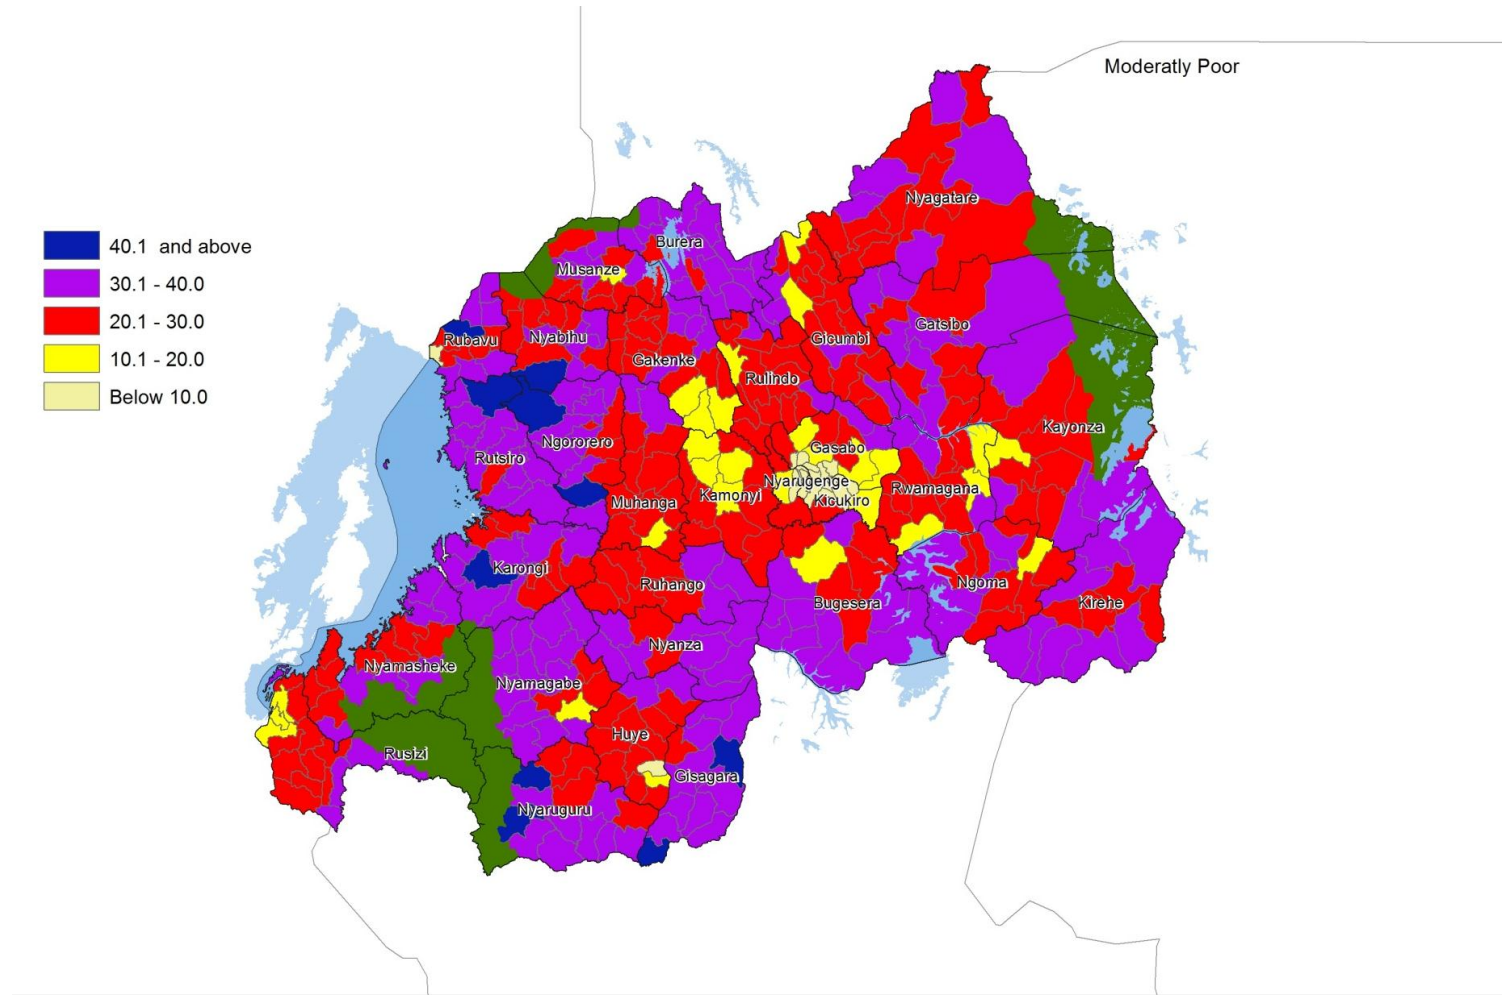 Moderatly Poor
40.1 and above
30.1 - 40.0
20.1 - 30.0
10.1 - 20.0
Below 10.0
Nyagatare
Burera
Musanze
Gatsibo
Rubavu
Nyabihu
Gicumbi
Gakenke
Rulindo
Kayonza
Ngororero
Gasabo
Rutsiro
Nyarugenge
Rwamagana
Muhanga
Kamonyi
Kicukiro
Karongi
Ruhango
Ngoma
Bugesera
Kirehe
Nyanza
Nyamasheke
Nyamagabe
Huye
Rusizi
Gisagara
Nyaruguru